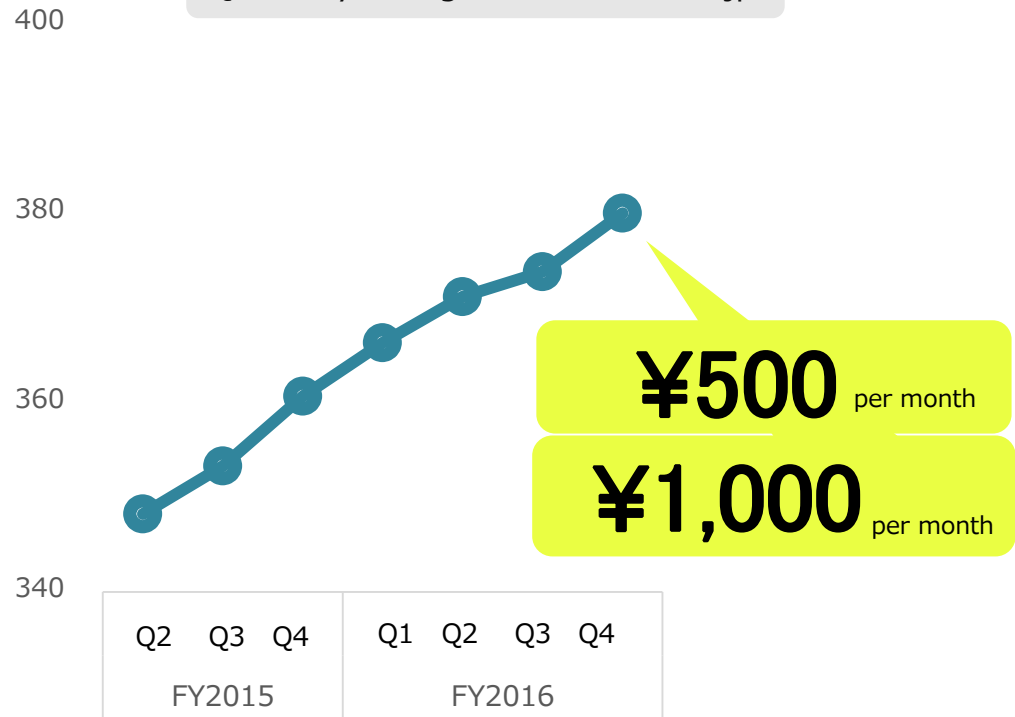 400
380
360
340
¥500 per month
¥1,000 per month
Q2 Q3 Q4 Q1 Q2 Q3 Q4
FY2015 FY2016